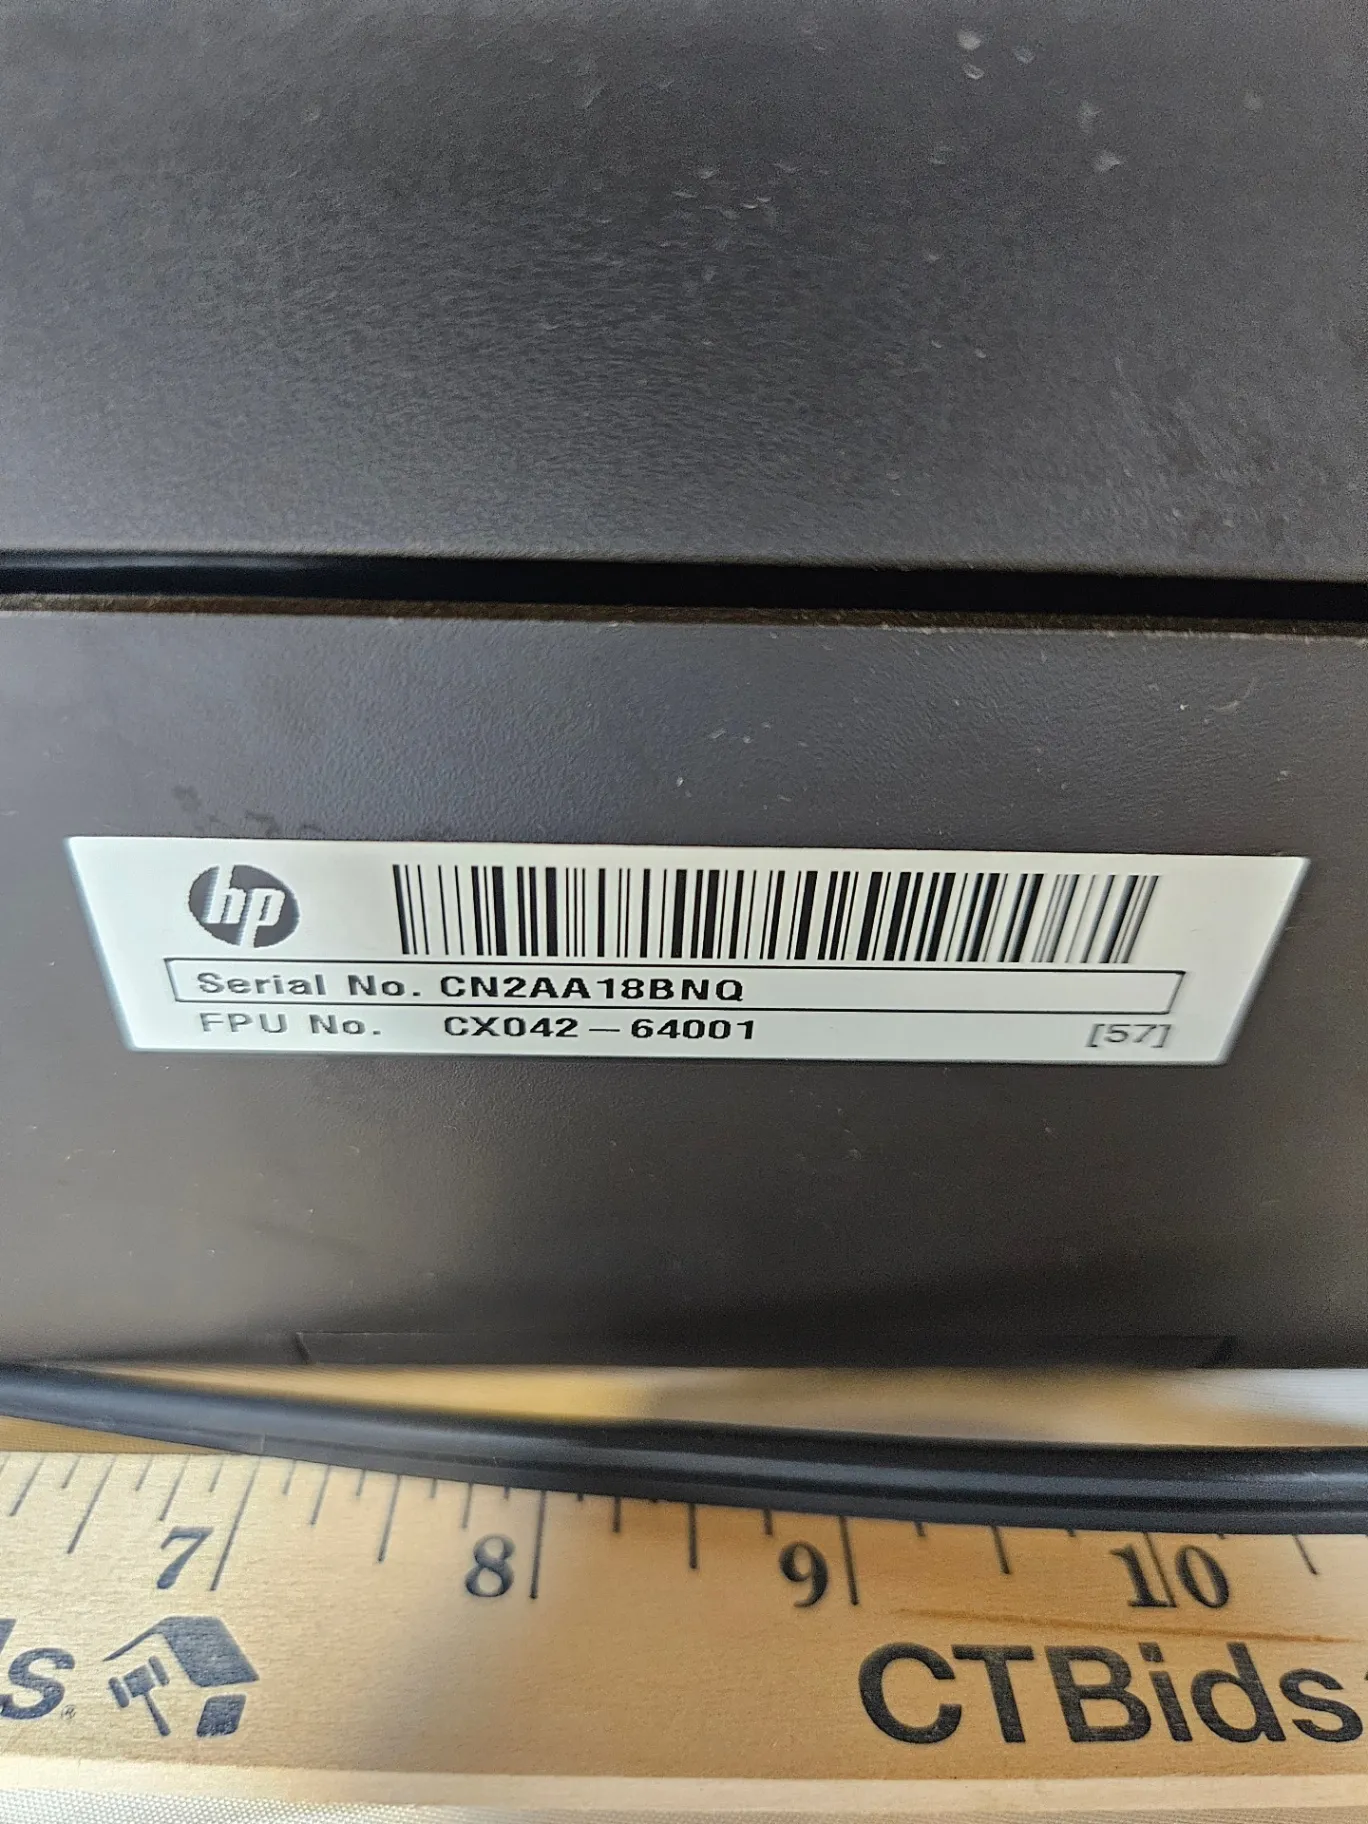 hp
Serial No. CN2AA18BNQ
FPU No. CX042-64001 [57]
7 8 9 10
s.®
CTBids